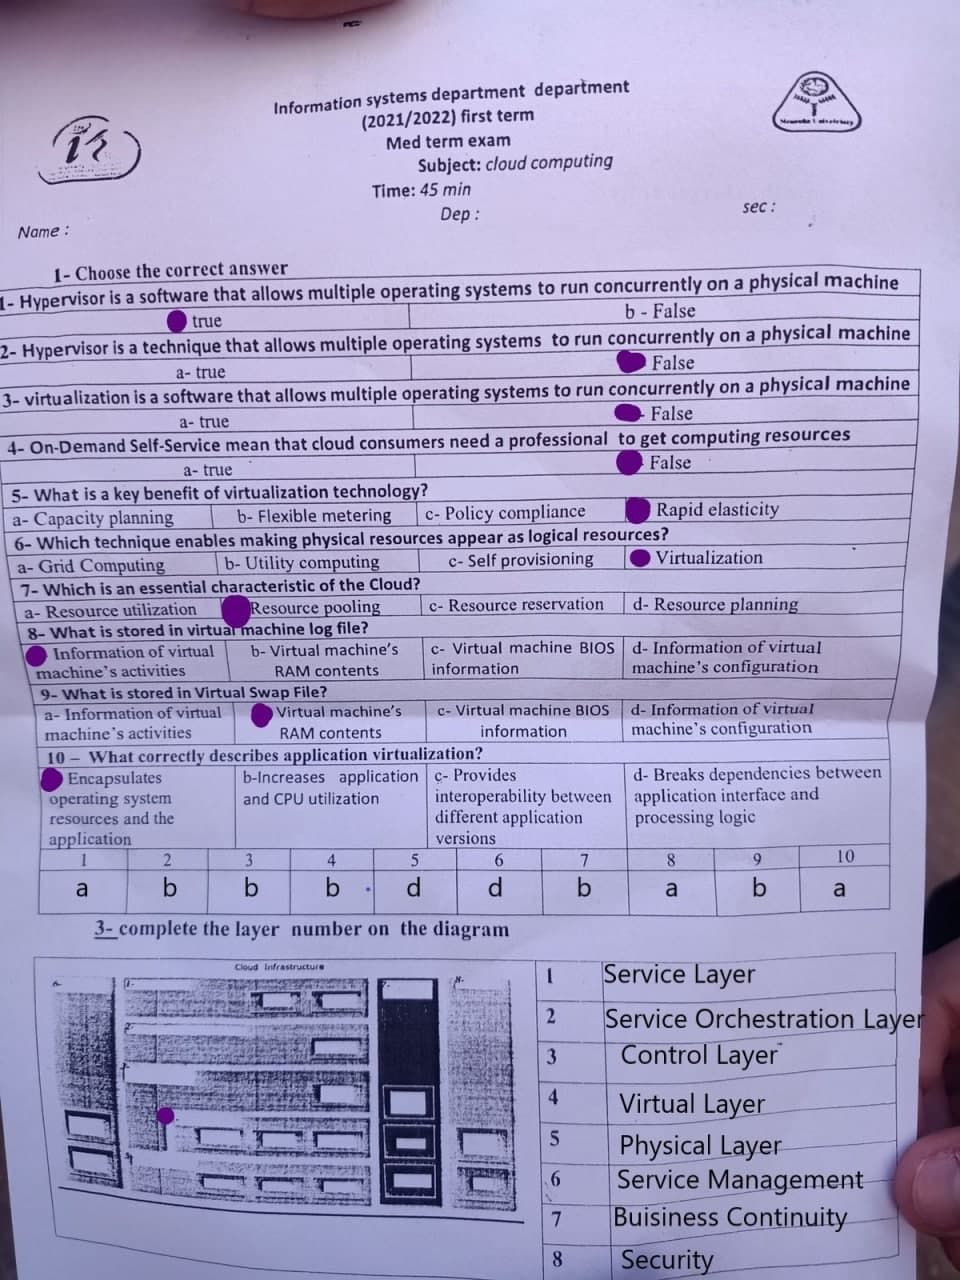 Information systems department department
(2021/2022) first term
Med term exam
Subject: cloud computing
Time: 45 min
Dep :
sec :
Name :
1- Choose the correct answer
1- Hypervisor is a software that allows multiple operating systems to run concurrently on a physical machine
true b - False
2- Hypervisor is a technique that allows multiple operating systems to run concurrently on a physical machine
a- true False
3- virtualization is a software that allows multiple operating systems to run concurrently on a physical machine
a- true - False
4- On-Demand Self-Service mean that cloud consumers need a professional to get computing resources
a- true False
5- What is a key benefit of virtualization technology?
a- Capacity planning b- Flexible metering c- Policy compliance Rapid elasticity
6- Which technique enables making physical resources appear as logical resources?
a- Grid Computing b- Utility computing c- Self provisioning Virtualization
7- Which is an essential characteristic of the Cloud?
a- Resource utilization Resource pooling c- Resource reservation d- Resource planning
8- What is stored in virtual machine log file?
Information of virtual b- Virtual machine's c- Virtual machine BIOS d- Information of virtual
machine's activities RAM contents information machine's configuration
9- What is stored in Virtual Swap File?
a- Information of virtual Virtual machine's c- Virtual machine BIOS d- Information of virtual
machine's activities RAM contents information machine's configuration
10 – What correctly describes application virtualization?
Encapsulates b-Increases application c- Provides d- Breaks dependencies between
operating system and CPU utilization interoperability between application interface and
resources and the different application processing logic
application versions
1 2 3 4 5 6 7 8 9 10
a b b b d d b a b a
3- complete the layer number on the diagram
Cloud Infrastructure
1 Service Layer
2 Service Orchestration Layer
3 Control Layer
4 Virtual Layer
5 Physical Layer
6 Service Management
7 Buisiness Continuity
8 Security